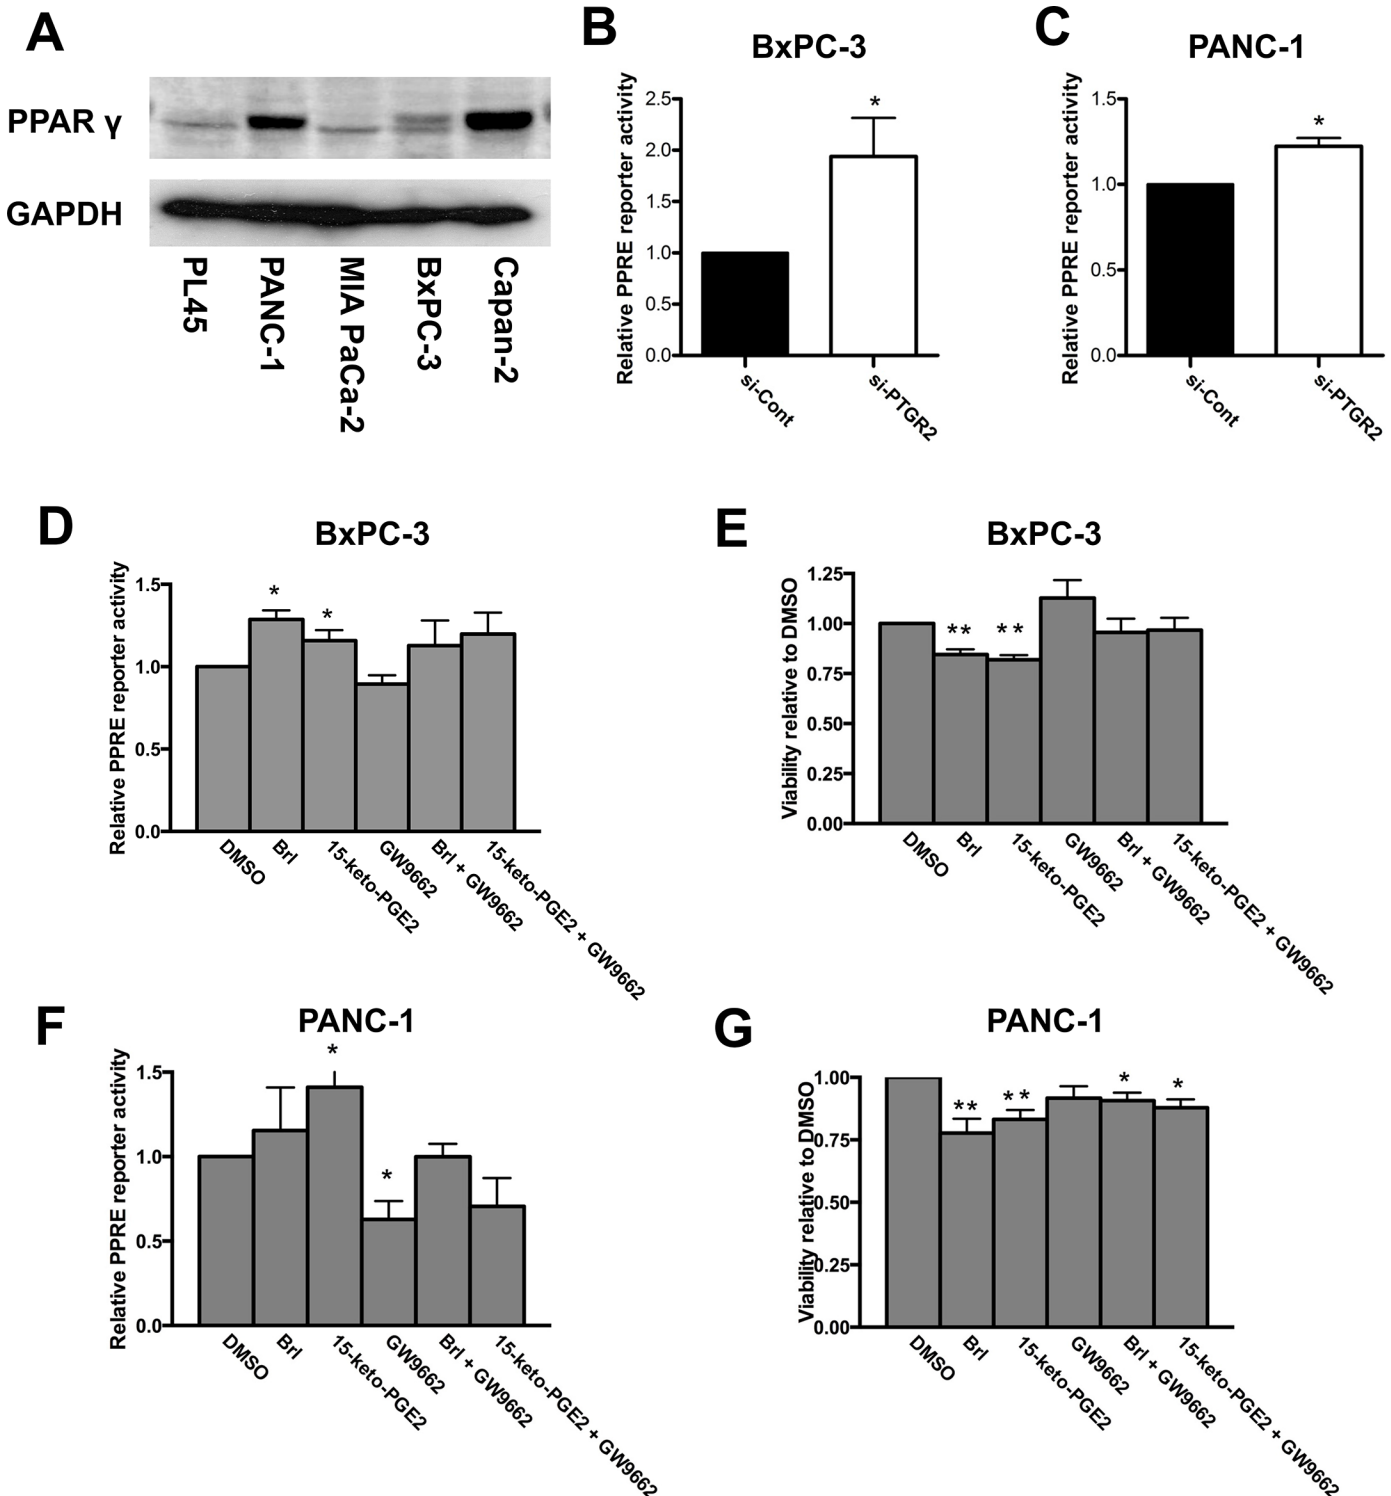 A
PPAR γ
GAPDH
PL45
PANC-1
MIA PaCa-2
BxPC-3
Capan-2
B
BxPC-3
Relative PPRE reporter activity
2.5
2.0
1.5
1.0
0.5
0.0
*
si-Cont
si-PTGR2
C
PANC-1
Relative PPRE reporter activity
1.5
1.0
0.5
0.0
*
si-Cont
si-PTGR2
D
BxPC-3
Relative PPRE reporter activity
1.5
1.0
0.5
0.0
*
*
DMSO
Brl
15-keto-PGE2
GW9662
Brl + GW9662
15-keto-PGE2 + GW9662
E
BxPC-3
Viability relative to DMSO
1.25
1.00
0.75
0.50
0.25
0.00
**
**
DMSO
Brl
15-keto-PGE2
GW9662
Brl + GW9662
15-keto-PGE2 + GW9662
F
PANC-1
Relative PPRE reporter activity
1.5
1.0
0.5
0.0
*
*
DMSO
Brl
15-keto-PGE2
GW9662
Brl + GW9662
15-keto-PGE2 + GW9662
G
PANC-1
Viability relative to DMSO
1.00
0.75
0.50
0.25
0.00
**
**
*
*
DMSO
Brl
15-keto-PGE2
GW9662
Brl + GW9662
15-keto-PGE2 + GW9662